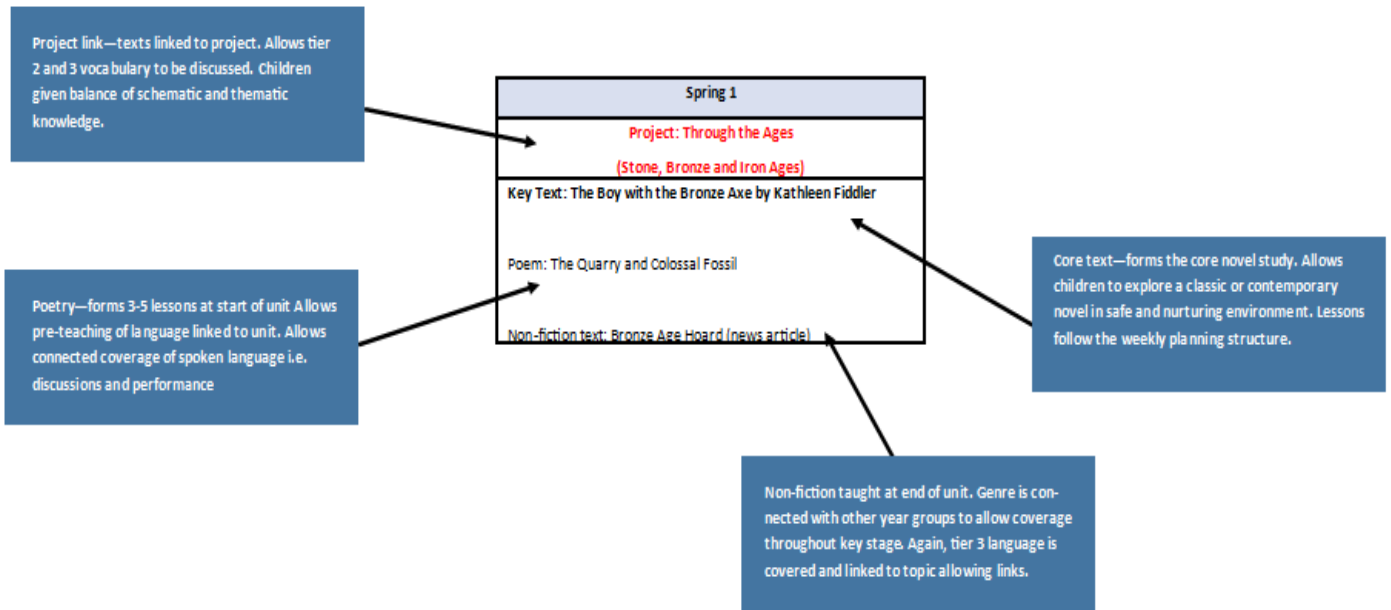 Project link—texts linked to project. Allows tier
2 and 3 vocabulary to be discussed. Children
given balance of schematic and thematic
knowledge.
Spring 1
Project: Through the Ages
(Stone, Bronze and Iron Ages)
Key Text: The Boy with the Bronze Axe by Kathleen Fiddler
Poem: The Quarry and Colossal Fossil
Non-fiction text: Bronze Age Hoard (news article)
Poetry—forms 3-5 lessons at start of unit Allows
pre-teaching of language linked to unit. Allows
connected coverage of spoken language i.e.
discussions and performance
Core text—forms the core novel study. Allows
children to explore a classic or contemporary
novel in safe and nurturing environment. Lessons
follow the weekly planning structure.
Non-fiction taught at end of unit. Genre is con-
nected with other year groups to allow coverage
throughout key stage. Again, tier 3 language is
covered and linked to topic allowing links.